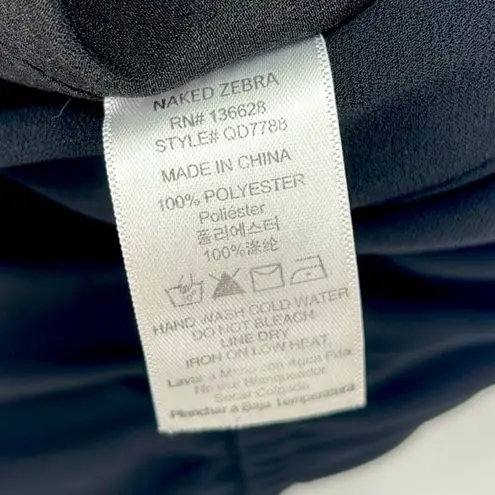 NAKED ZEBRA
RN# 136628
STYLE# QD7788
MADE IN CHINA
100% POLYESTER
Poliéster
폴리에스터
100%涤纶
HAND WASH COLD WATER
DO NOT BLEACH
LINE DRY
IRON ON LOW HEAT
Lavar a Mano con Agua Fria
No use Blanqueador
Secar Colgado
Planchar a Baja Temperatura